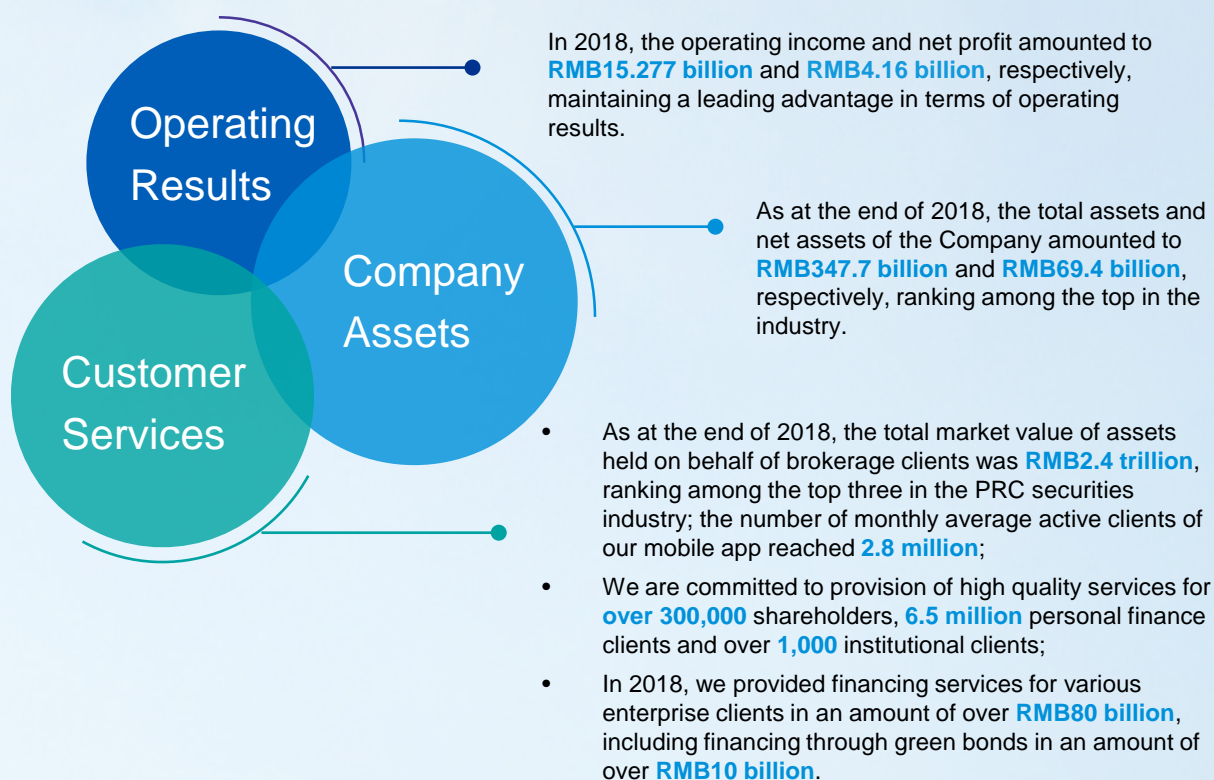 Operating
Results
In 2018, the operating income and net profit amounted to
RMB15.277 billion and RMB4.16 billion, respectively,
maintaining a leading advantage in terms of operating
results.
Company
Assets
As at the end of 2018, the total assets and
net assets of the Company amounted to
RMB347.7 billion and RMB69.4 billion,
respectively, ranking among the top in the
industry.
Customer
Services
• As at the end of 2018, the total market value of assets
held on behalf of brokerage clients was RMB2.4 trillion,
ranking among the top three in the PRC securities
industry; the number of monthly average active clients of
our mobile app reached 2.8 million;
• We are committed to provision of high quality services for
over 300,000 shareholders, 6.5 million personal finance
clients and over 1,000 institutional clients;
• In 2018, we provided financing services for various
enterprise clients in an amount of over RMB80 billion,
including financing through green bonds in an amount of
over RMB10 billion.